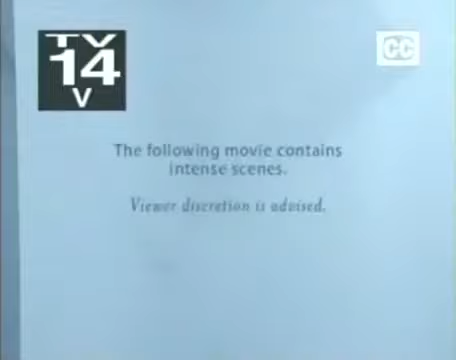 TV
14
V
CC
The following movie contains
intense scenes.
Viewer discretion is advised.